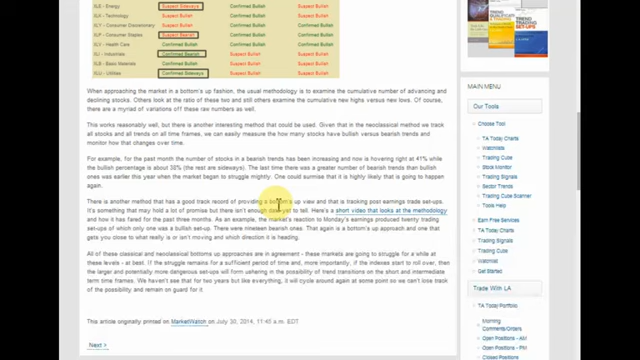 XLE - Energy Suspect Sideways Confirmed Bullish Suspect Bullish
XLK - Technology Suspect Bullish Confirmed Bullish Confirmed Bullish
XLY - Consumer Discretionary Confirmed Bullish Suspect Bullish Suspect Bullish
XLP - Consumer Staples Suspect Bearish Confirmed Bullish Suspect Bullish
XLV - Health Care Confirmed Bullish Confirmed Bullish Confirmed Bullish
XLI - Industrials Confirmed Bearish Suspect Bullish Suspect Bullish
XLB - Basic Materials Confirmed Bullish Confirmed Bullish Suspect Bullish
XLU - Utilities Confirmed Sideways Suspect Bullish Suspect Bullish
When approaching the market in a bottom's up fashion, the usual methodology is to examine the cumulative number of advancing and
declining stocks. Others look at the ratio of these two and still others examine the cumulative new highs versus new lows. Of course,
there are a myriad of variations off these raw numbers as well.
This works reasonably well, but there is another interesting method that could be used. Given that in the neoclassical method we track
all stocks and all trends on all time frames, we can easily measure the how many stocks have bullish versus bearish trends and
monitor how that changes over time.
For example, for the past month the number of stocks in bearish trends has been increasing and now is hovering right at 41% while
the bullish percentage is about 38% (the rest are sideways). The last time there was a greater number of bearish trends than bullish
ones was earlier this year when the market began to struggle mightily. One could surmise that it is highly likely that is going to happen
again.
There is another method that has a good track record of providing a bottom's up view and that is tracking post earnings trade set-ups.
It's something that may hold a lot of promise but there isn't enough data yet to tell. Here's a short video that looks at the methodology
and how it has fared for the past three months. As an example, the market's reaction to Monday's earnings produced twenty trading
set-ups of which only one was a bullish set-up. There were nineteen bearish ones. That again is a bottom's up approach and one that
gets you close to what really is or isn't moving and which direction it is heading.
All of these classical and neoclassical bottom up approaches are in agreement - these markets are going to struggle for a while at
these levels - at best. If the struggle remains for a sufficient period of time and, more importantly, if the indexes start to roll over, then
the larger and potentially more dangerous set-ups will form ushering in the possibility of trend transitions on the short and intermediate
term time frames. We haven't seen that for two years but like everything, it will cycle around again at some point so we can't lose track
of the possibility and remain on guard for it
This article originally printed on MarketWatch on July 30, 2014, 11:45 a.m. EDT
Next >
TREND
TRADING
SET-UPS
MAIN MENU
Our Tools
Choose Tool
TA Today Charts
Watchlists
Trading Cube
Stock Monitor
Trading Signals
Sector Trends
Trading Cube Scanner
Tools Help
Earn Free Services
TA Today Charts
Trading Signals
Trading Cube
Watchlist
Get Started
Trade With LA
TA Today Portfolio
Morning
Comments/Orders
Open Positions - AM
Open Positions - PM
Closed Positions